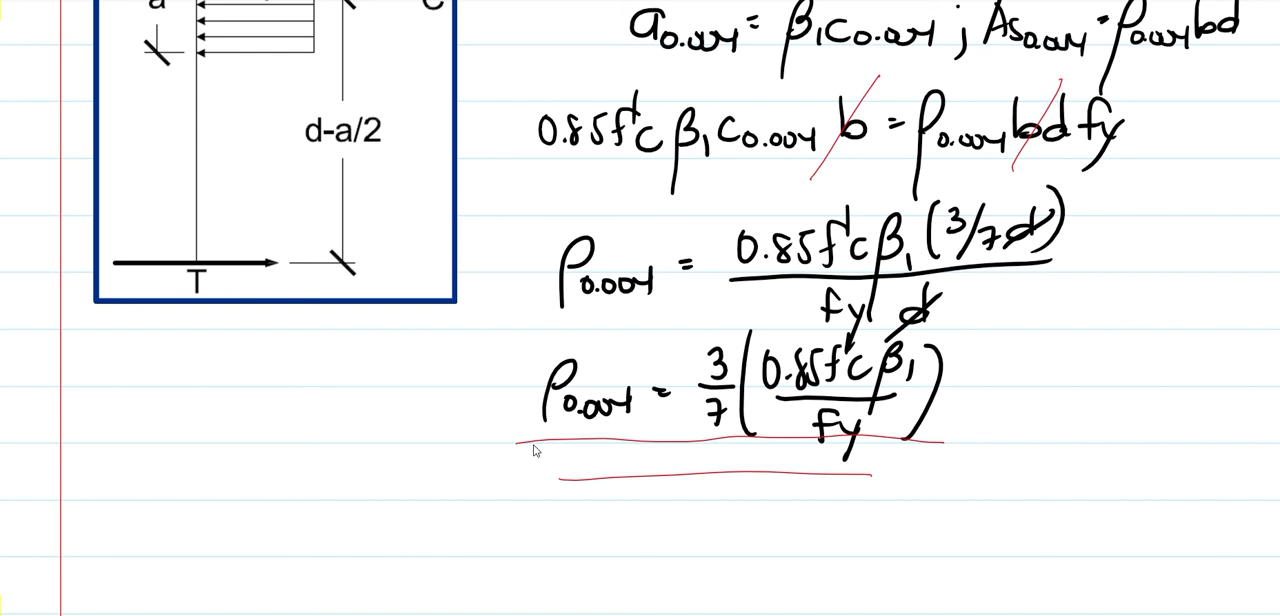 a
C
a0.004 = β1c0.004 ; As0.004 = ρ0.004bd
d-a/2
0.85f'c β1 c0.004 b = ρ0.004 bd fy
ρ0.004 = 0.85f'c β1 (3/7 d)
fy d
T
ρ0.004 = 3/7 (0.85f'c β1 / fy)